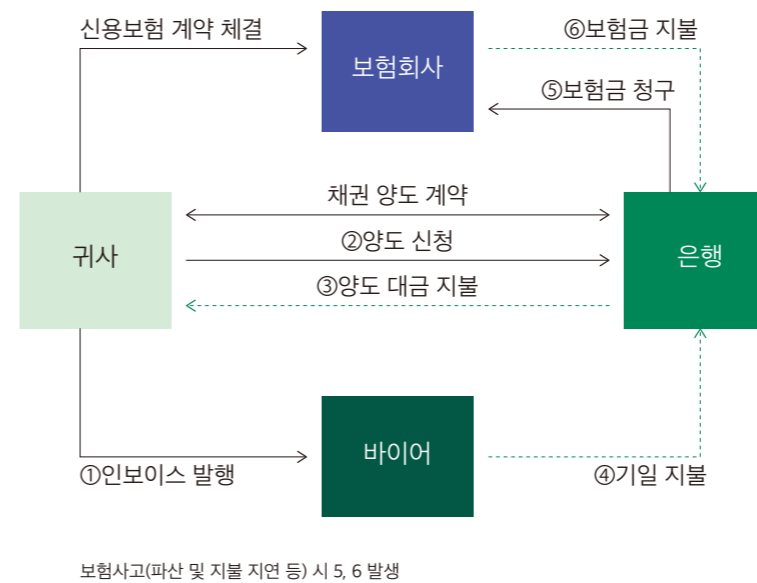 신용보험 계약 체결
⑥보험금 지불
보험회사
⑤보험금 청구
채권 양도 계약
귀사
②양도 신청
은행
③양도 대금 지불
바이어
①인보이스 발행
④기일 지불
보험사고(파산 및 지불 지연 등) 시 5, 6 발생